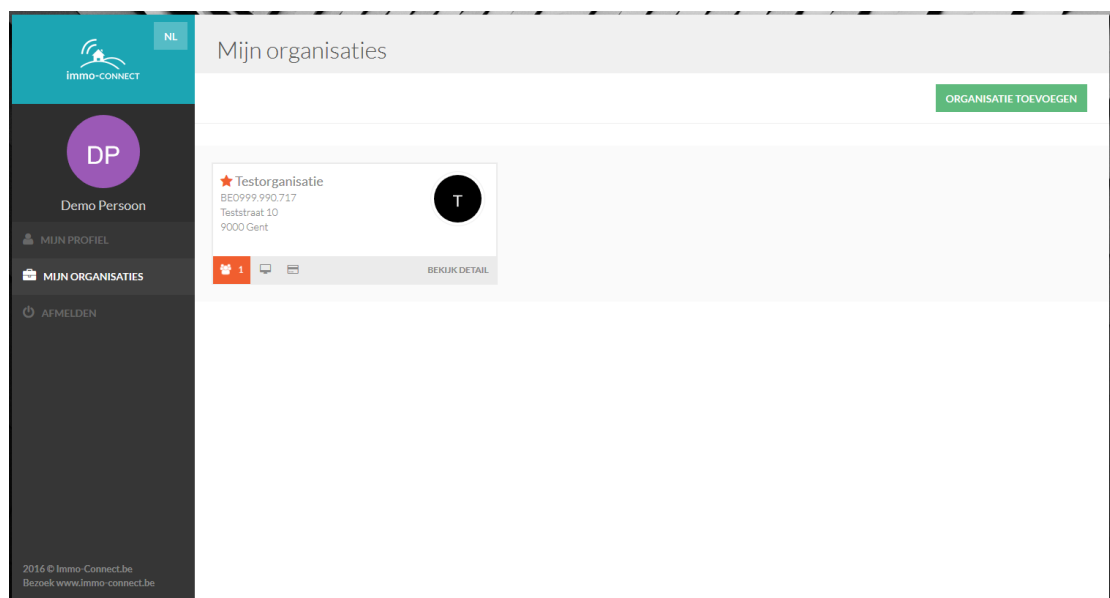 NL
immo-CONNECT
Mijn organisaties
ORGANISATIE TOEVOEGEN
DP
Demo Persoon
MIJN PROFIEL
MIJN ORGANISATIES
AFMELDEN
Testorganisatie
BE0999.990.717
Teststraat 10
9000 Gent
T
1
BEKIJK DETAIL
2016 © Immo-Connect.be
Bezoek www.immo-connect.be